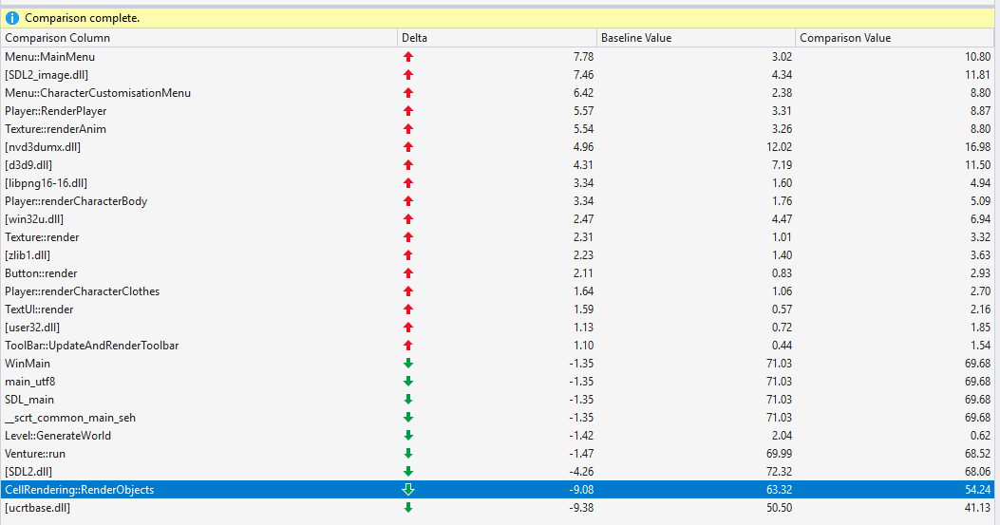 Comparison complete.
Comparison Column Delta Baseline Value Comparison Value
Menu::MainMenu 7.78 3.02 10.80
[SDL2_image.dll] 7.46 4.34 11.81
Menu::CharacterCustomisationMenu 6.42 2.38 8.80
Player::RenderPlayer 5.57 3.31 8.87
Texture::renderAnim 5.54 3.26 8.80
[nvd3dumx.dll] 4.96 12.02 16.98
[d3d9.dll] 4.31 7.19 11.50
[libpng16-16.dll] 3.34 1.60 4.94
Player::renderCharacterBody 3.34 1.76 5.09
[win32u.dll] 2.47 4.47 6.94
Texture::render 2.31 1.01 3.32
[zlib1.dll] 2.23 1.40 3.63
Button::render 2.11 0.83 2.93
Player::renderCharacterClothes 1.64 1.06 2.70
TextUI::render 1.59 0.57 2.16
[user32.dll] 1.13 0.72 1.85
ToolBar::UpdateAndRenderToolbar 1.10 0.44 1.54
WinMain -1.35 71.03 69.68
main_utf8 -1.35 71.03 69.68
SDL_main -1.35 71.03 69.68
__scrt_common_main_seh -1.35 71.03 69.68
Level::GenerateWorld -1.42 2.04 0.62
Venture::run -1.47 69.99 68.52
[SDL2.dll] -4.26 72.32 68.06
CellRendering::RenderObjects -9.08 63.32 54.24
[ucrtbase.dll] -9.38 50.50 41.13